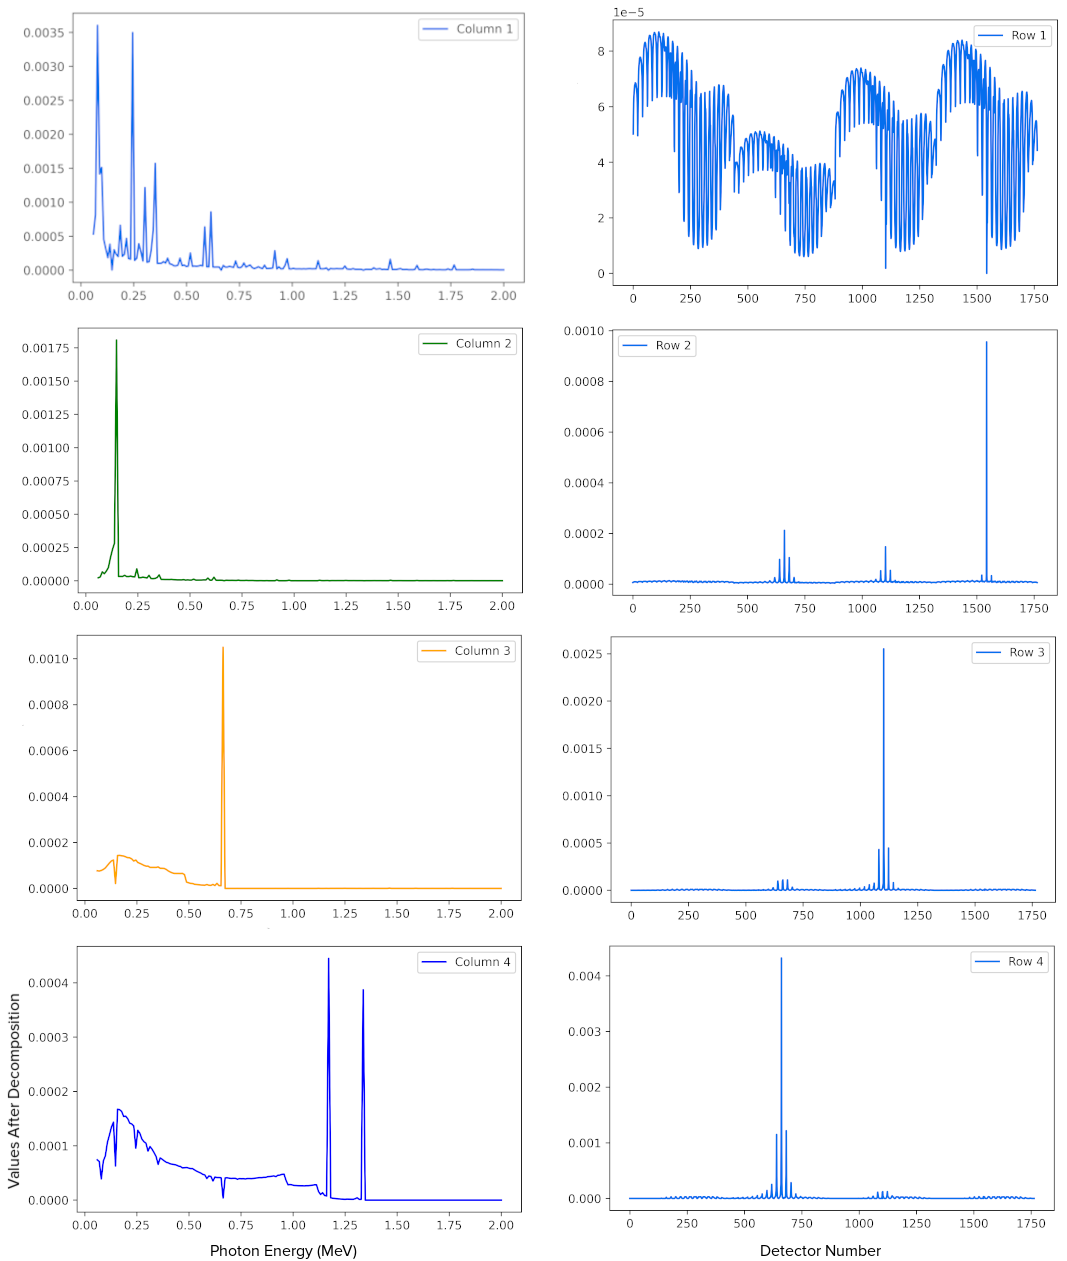 1e−5
0.0035
0.0030
0.0025
0.0020
0.0015
0.0010
0.0005
0.0000
Column 1
0.00 0.25 0.50 0.75 1.00 1.25 1.50 1.75 2.00
8
6
4
2
0
Row 1
0 250 500 750 1000 1250 1500 1750
0.00175
0.00150
0.00125
0.00100
0.00075
0.00050
0.00025
0.00000
Column 2
0.00 0.25 0.50 0.75 1.00 1.25 1.50 1.75 2.00
0.0010
0.0008
0.0006
0.0004
0.0002
0.0000
Row 2
0 250 500 750 1000 1250 1500 1750
0.0010
0.0008
0.0006
0.0004
0.0002
0.0000
Column 3
0.00 0.25 0.50 0.75 1.00 1.25 1.50 1.75 2.00
0.0025
0.0020
0.0015
0.0010
0.0005
0.0000
Row 3
0 250 500 750 1000 1250 1500 1750
Values After Decomposition
0.0004
0.0003
0.0002
0.0001
0.0000
Column 4
0.00 0.25 0.50 0.75 1.00 1.25 1.50 1.75 2.00
Photon Energy (MeV)
0.004
0.003
0.002
0.001
0.000
Row 4
0 250 500 750 1000 1250 1500 1750
Detector Number